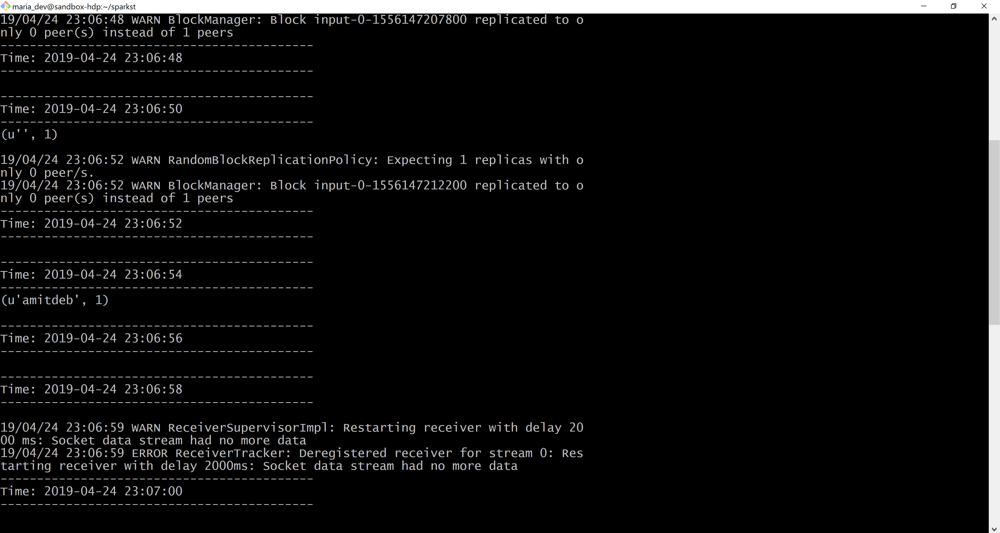 maria_dev@sandbox-hdp:~/sparkst
19/04/24 23:06:48 WARN BlockManager: Block input-0-1556147207800 replicated to o
nly 0 peer(s) instead of 1 peers
-------------------------------------------
Time: 2019-04-24 23:06:48
-------------------------------------------
-------------------------------------------
Time: 2019-04-24 23:06:50
-------------------------------------------
(u'', 1)
19/04/24 23:06:52 WARN RandomBlockReplicationPolicy: Expecting 1 replicas with o
nly 0 peer/s.
19/04/24 23:06:52 WARN BlockManager: Block input-0-1556147212200 replicated to o
nly 0 peer(s) instead of 1 peers
-------------------------------------------
Time: 2019-04-24 23:06:52
-------------------------------------------
-------------------------------------------
Time: 2019-04-24 23:06:54
-------------------------------------------
(u'amitdeb', 1)
-------------------------------------------
Time: 2019-04-24 23:06:56
-------------------------------------------
-------------------------------------------
Time: 2019-04-24 23:06:58
-------------------------------------------
19/04/24 23:06:59 WARN ReceiverSupervisorImpl: Restarting receiver with delay 20
00 ms: Socket data stream had no more data
19/04/24 23:06:59 ERROR ReceiverTracker: Deregistered receiver for stream 0: Res
tarting receiver with delay 2000ms: Socket data stream had no more data
-------------------------------------------
Time: 2019-04-24 23:07:00
-------------------------------------------